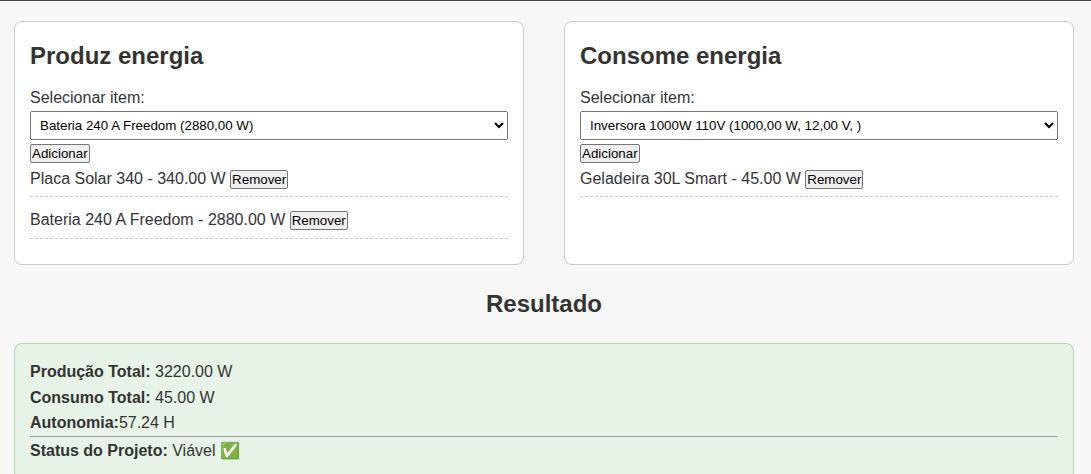 Produz energia
Selecionar item:
Bateria 240 A Freedom (2880,00 W)
Adicionar
Placa Solar 340 - 340.00 W Remover
Bateria 240 A Freedom - 2880.00 W Remover
Consome energia
Selecionar item:
Inversora 1000W 110V (1000,00 W, 12,00 V, )
Adicionar
Geladeira 30L Smart - 45.00 W Remover
Resultado
Produção Total: 3220.00 W
Consumo Total: 45.00 W
Autonomia:57.24 H
Status do Projeto: Viável ✅